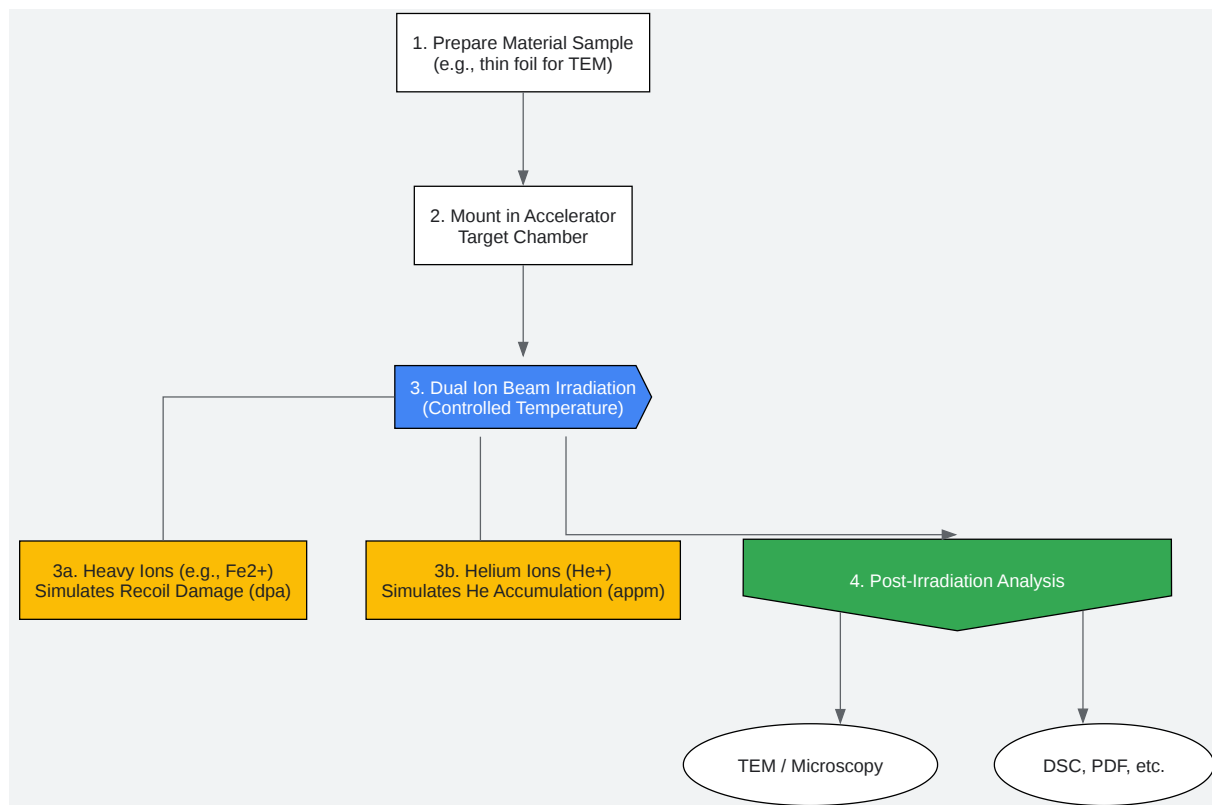 1. Prepare Material Sample
(e.g., thin foil for TEM)
2. Mount in Accelerator
Target Chamber
3. Dual Ion Beam Irradiation
(Controlled Temperature)
3a. Heavy Ions (e.g., Fe2+)
Simulates Recoil Damage (dpa)
3b. Helium Ions (He+)
Simulates He Accumulation (appm)
4. Post-Irradiation Analysis
TEM / Microscopy
DSC, PDF, etc.